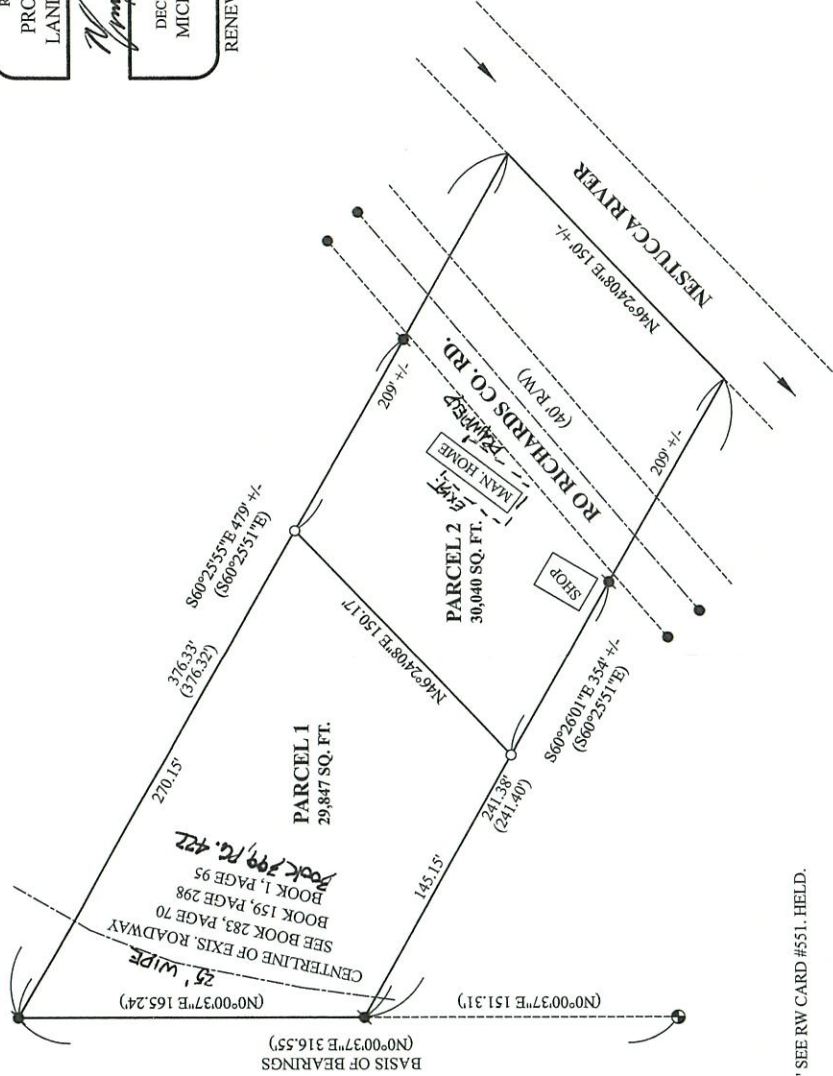 PRO
LAND
DEC
MICH
RENEW
NESTUCCA RIVER
N46°24'08"E 150' +/-
RO RICHARDS CO. RD.
(40' R/W)
209' +/-
S60°25'55"E 479' +/-
(S60°25'51"E)
376.33'
(376.32')
270.15'
MAN. HOME
EXIST.
DRAINFIELD
PARCEL 2
30,040 SQ. FT.
SHOP
N46°24'08"E 150.17'
209' +/-
PARCEL 1
29,847 SQ. FT.
S60°26'01"E 354' +/-
(S60°25'51"E)
241.38'
(241.40')
145.15'
CENTERLINE OF EXIS. ROADWAY
SEE BOOK 283, PAGE 70
BOOK 159, PAGE 298
BOOK 1, PAGE 95
BOOK 399, PG. 422
25' WIDE
(N0°00'37"E 165.24')
(N0°00'37"E 151.31')
BASIS OF BEARINGS
(N0°00'37"E 316.55')
' SEE RW CARD #551. HELD.